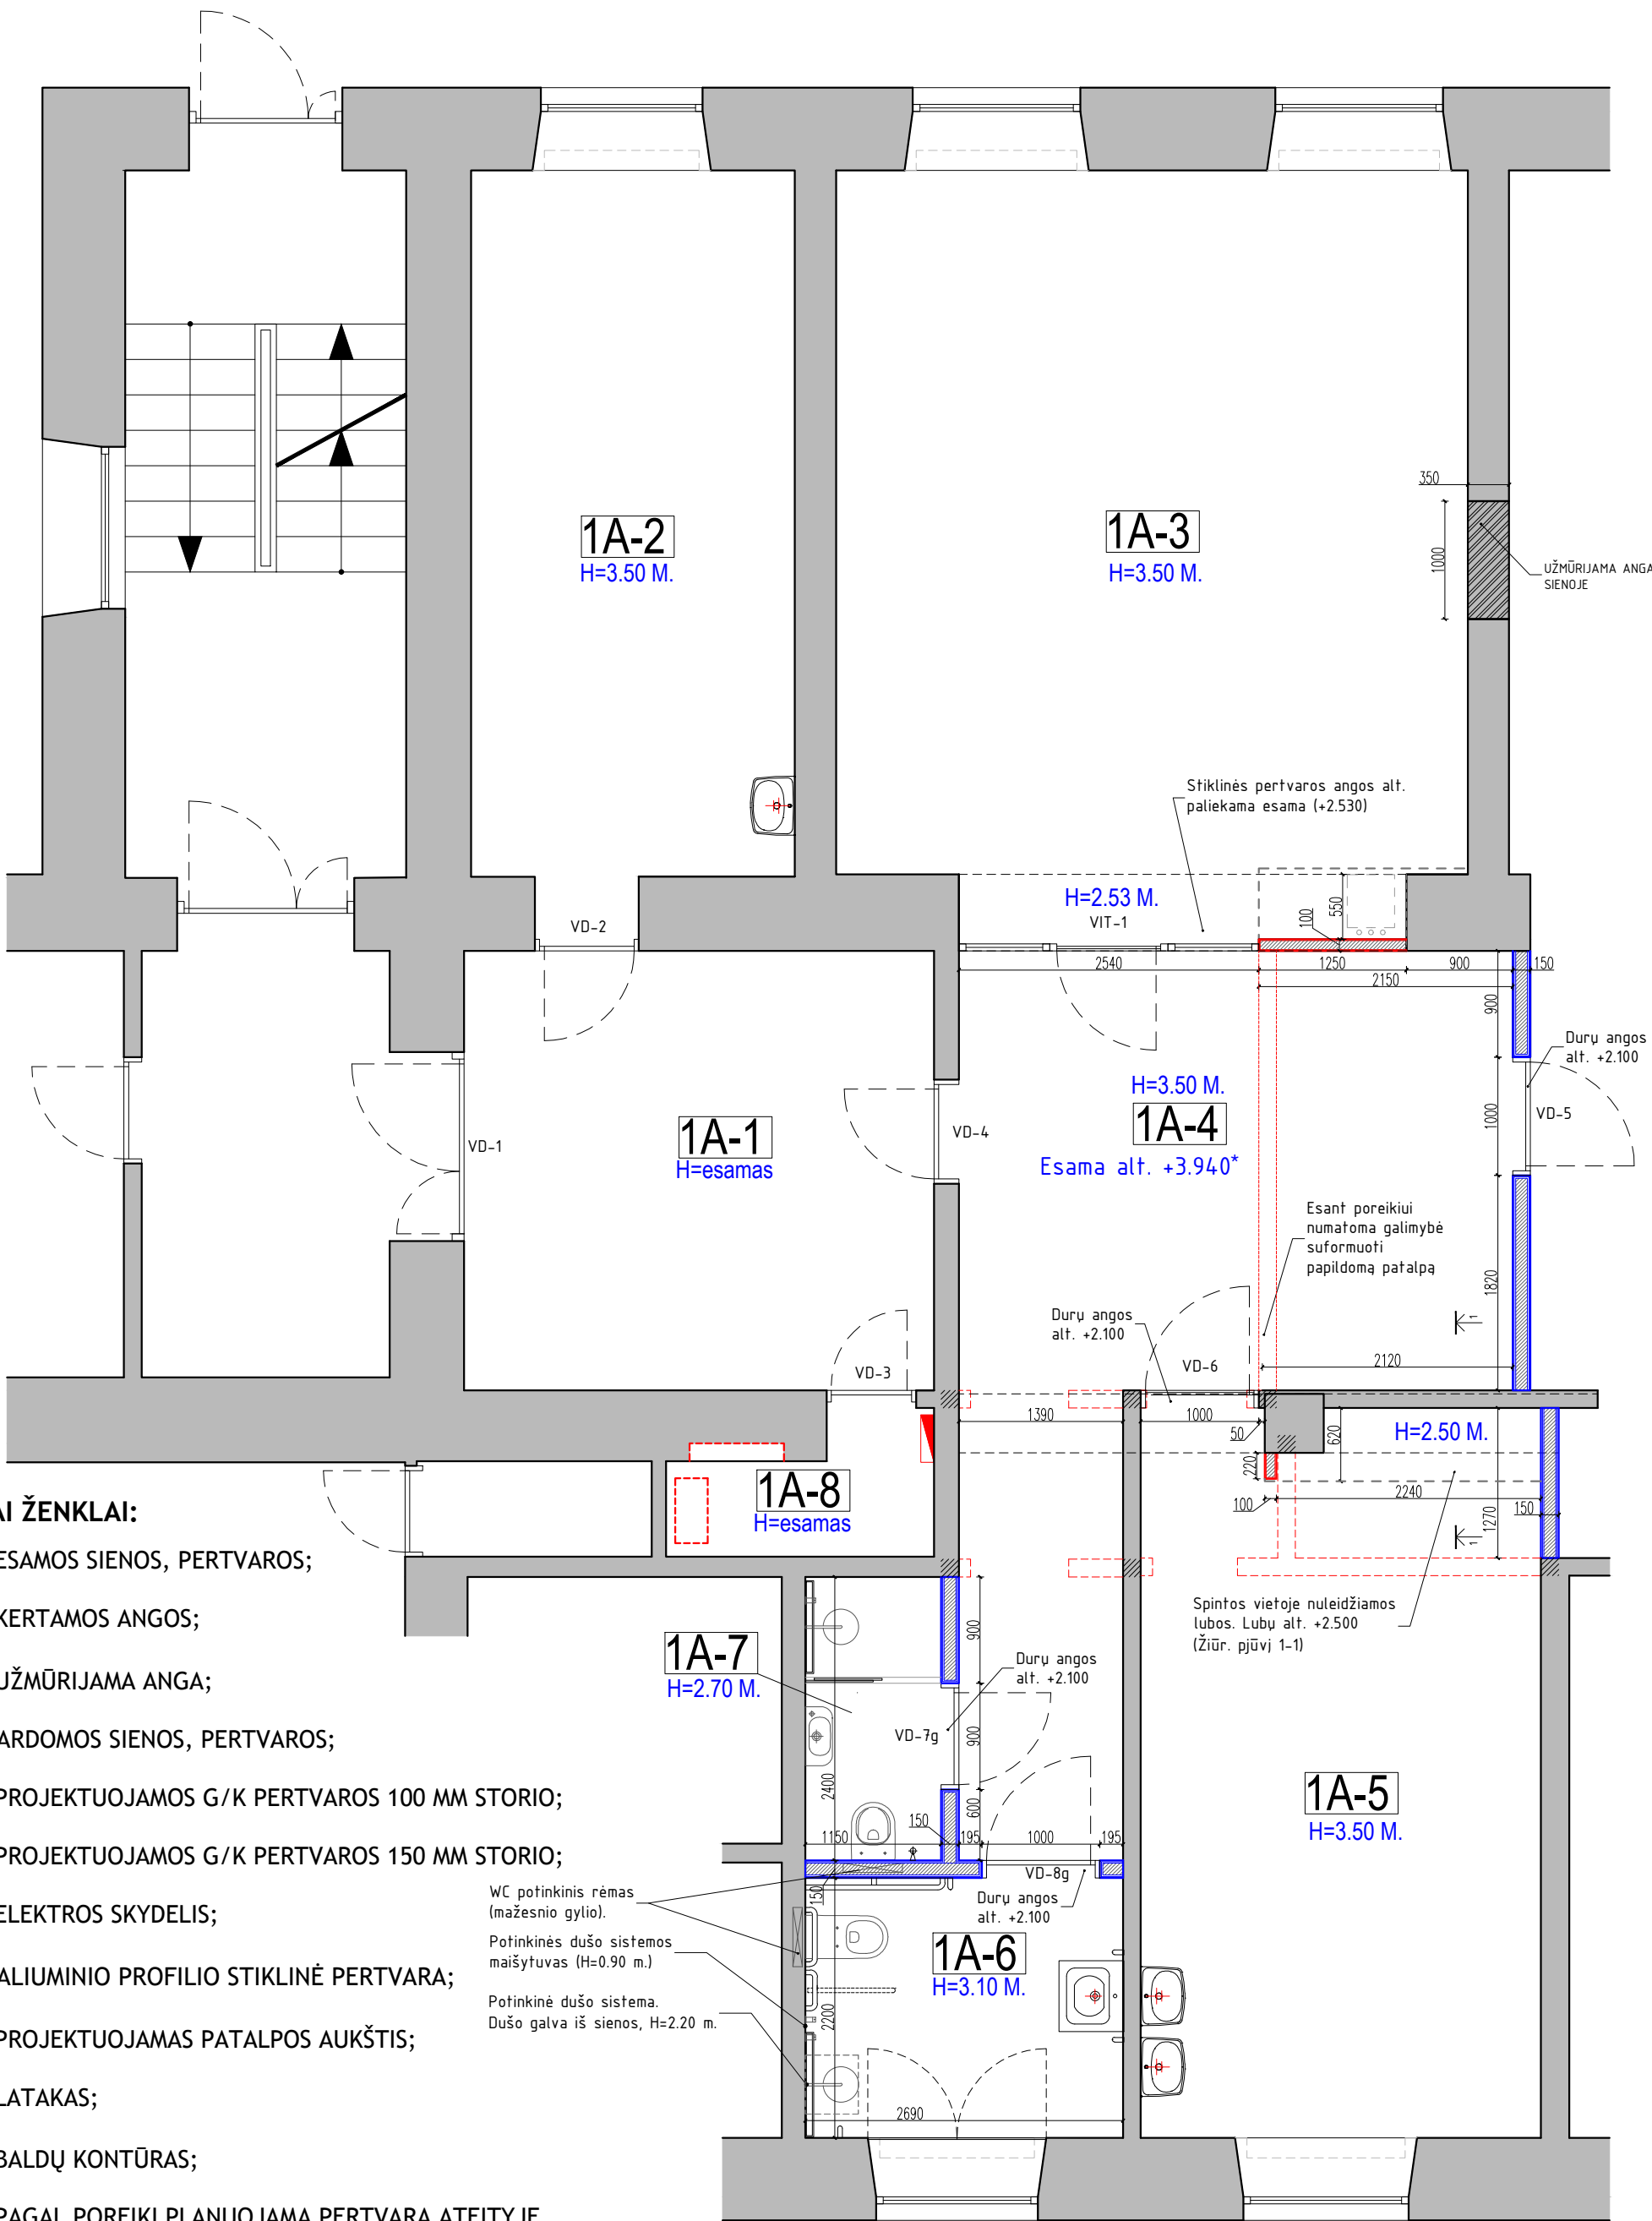 1A-2
H=3.50 M.
1A-3
H=3.50 M.
350
1000
UŽMŪRIJAMA ANGA
SIENOJE
Stiklinės pertvaros angos alt.
paliekama esama (+2.530)
H=2.53 M.
VIT-1
100
550
VD-2
2540
1250
900
150
2150
900
Durų angos
alt. +2.100
VD-5
1000
H=3.50 M.
1A-4
Esama alt. +3.940*
VD-4
1A-1
H=esamas
VD-1
Esant poreikiui
numatoma galimybė
suformuoti
papildomą patalpą
1820
1
Durų angos
alt. +2.100
VD-6
2120
VD-3
1390
1000
50
620
H=2.50 M.
220
100
2240
150
1270
1
1A-8
H=esamas
Spintos vietoje nuleidžiamos
lubos. Lubų alt. +2.500
(Žiūr. pjūvį 1-1)
AI ŽENKLAI:
ESAMOS SIENOS, PERTVAROS;
KERTAMOS ANGOS;
UŽMŪRIJAMA ANGA;
ARDOMOS SIENOS, PERTVAROS;
PROJEKTUOJAMOS G/K PERTVAROS 100 MM STORIO;
PROJEKTUOJAMOS G/K PERTVAROS 150 MM STORIO;
ELEKTROS SKYDELIS;
ALIUMINIO PROFILIO STIKLINĖ PERTVARA;
PROJEKTUOJAMAS PATALPOS AUKŠTIS;
LATAKAS;
BALDŲ KONTŪRAS;
PAGAL POREIKĮ PLANUOJAMA PERTVARA ATEITYJE
1A-7
H=2.70 M.
900
Durų angos
alt. +2.100
VD-7g
900
2400
600
1150
150
195
1000
195
VD-8g
Durų angos
alt. +2.100
150
WC potinkinis rėmas
(mažesnio gylio).
Potinkinės dušo sistemos
maišytuvas (H=0.90 m.)
Potinkinė dušo sistema.
Dušo galva iš sienos, H=2.20 m.
1A-6
H=3.10 M.
2200
2690
1A-5
H=3.50 M.